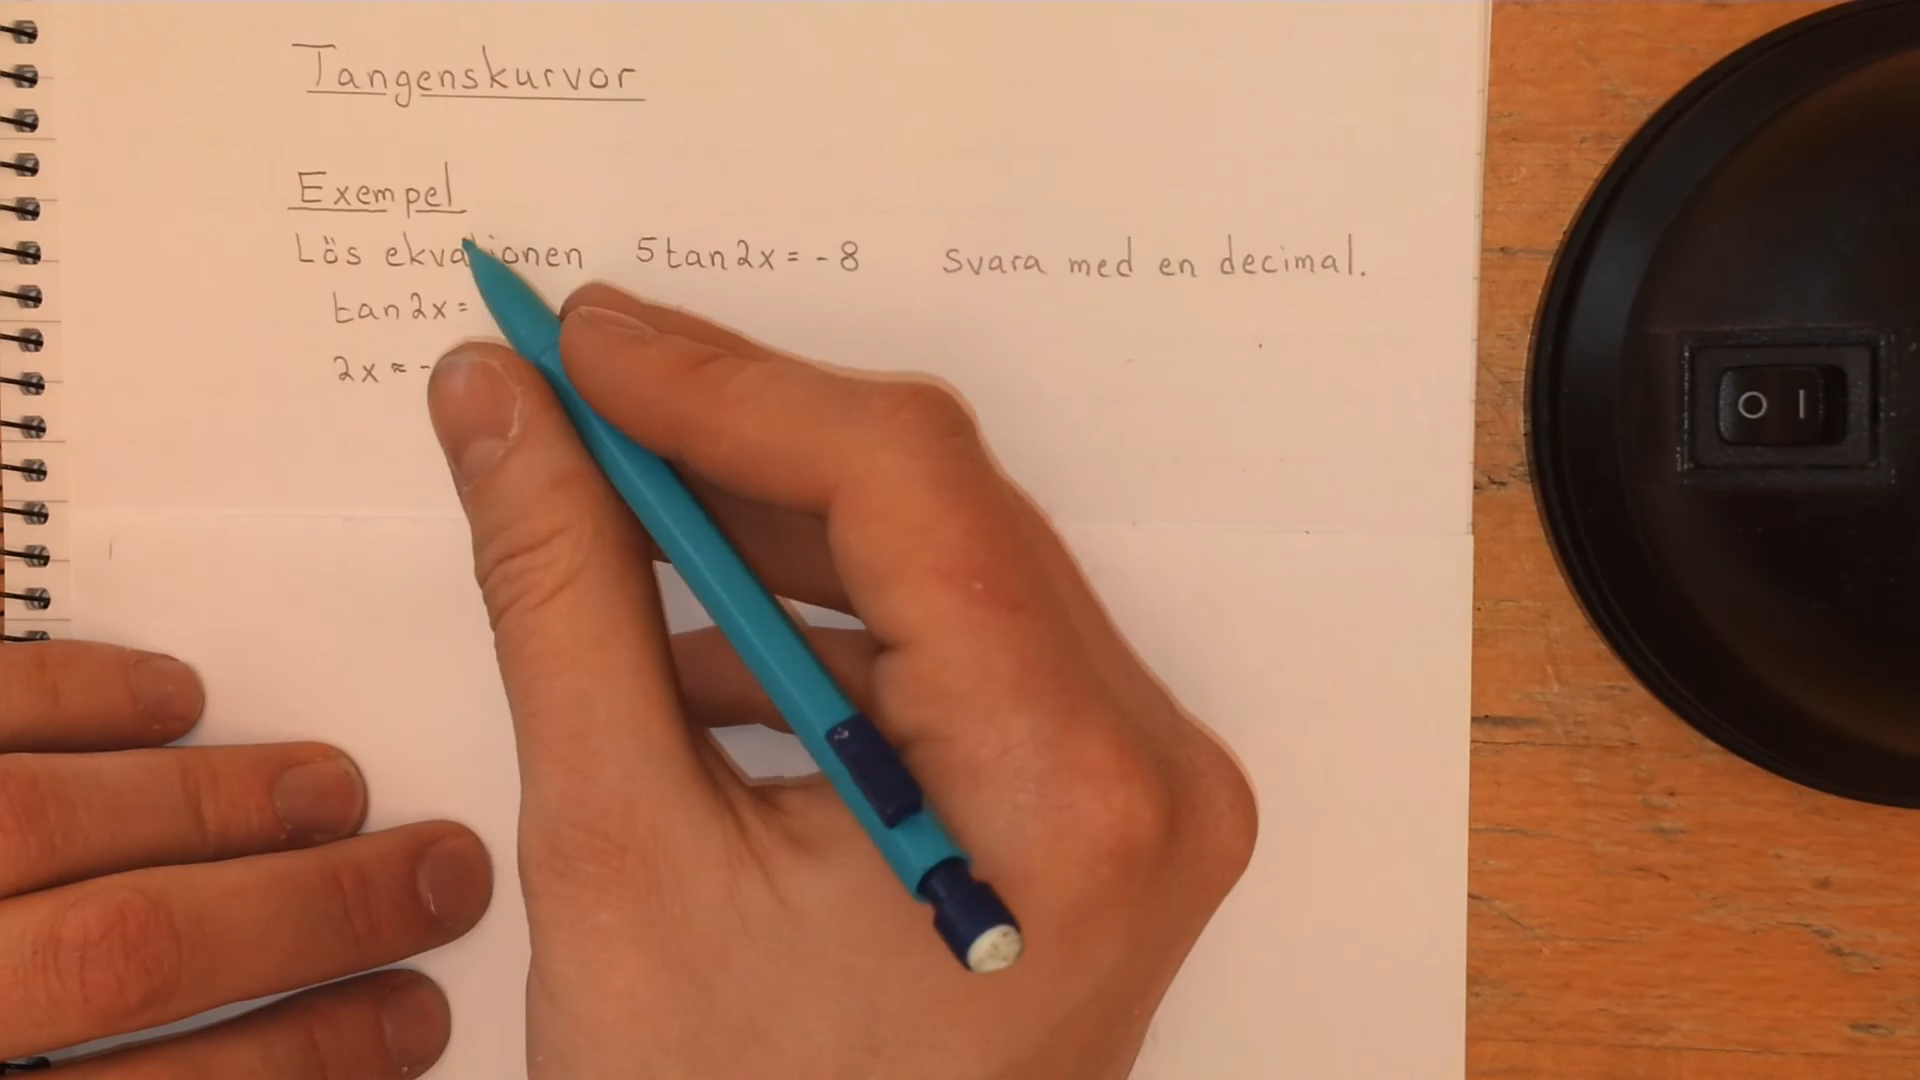 Tangenskurvor
Exempel
Lös ekvationen 5tan2x = -8 svara med en decimal.
tan2x =
2x ≈ -
O I